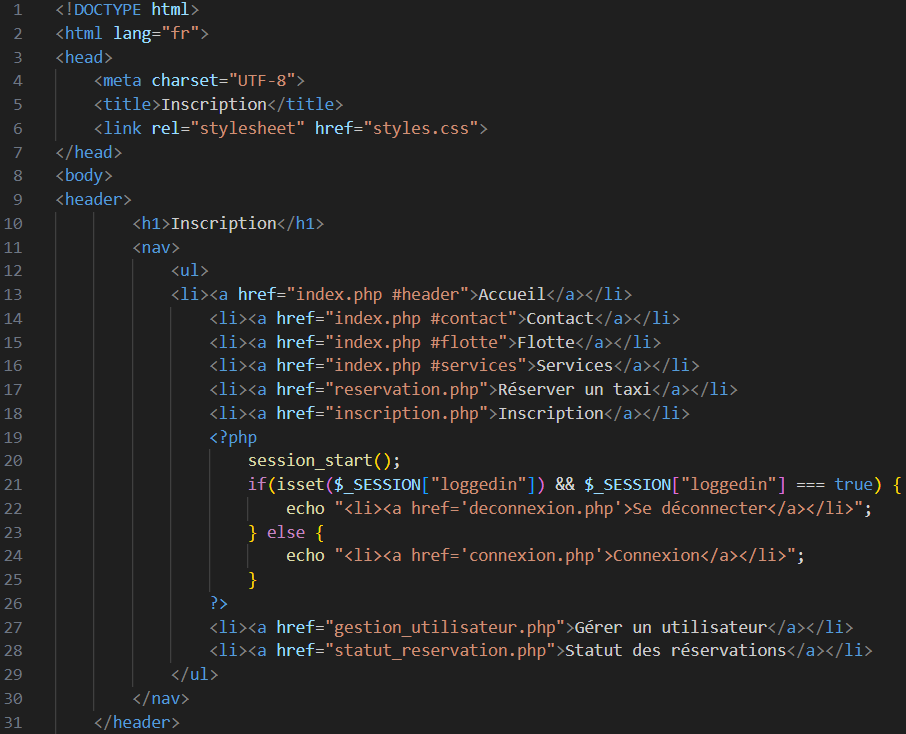 1 <!DOCTYPE html>
2 <html lang="fr">
3 <head>
4 <meta charset="UTF-8">
5 <title>Inscription</title>
6 <link rel="stylesheet" href="styles.css">
7 </head>
8 <body>
9 <header>
10 <h1>Inscription</h1>
11 <nav>
12 <ul>
13 <li><a href="index.php #header">Accueil</a></li>
14 <li><a href="index.php #contact">Contact</a></li>
15 <li><a href="index.php #flotte">Flotte</a></li>
16 <li><a href="index.php #services">Services</a></li>
17 <li><a href="reservation.php">Réserver un taxi</a></li>
18 <li><a href="inscription.php">Inscription</a></li>
19 <?php
20 session_start();
21 if(isset($_SESSION["loggedin"]) && $_SESSION["loggedin"] === true) {
22 echo "<li><a href='deconnexion.php'>Se déconnecter</a></li>";
23 } else {
24 echo "<li><a href='connexion.php'>Connexion</a></li>";
25 }
26 ?>
27 <li><a href="gestion_utilisateur.php">Gérer un utilisateur</a></li>
28 <li><a href="statut_reservation.php">Statut des réservations</a></li>
29 </ul>
30 </nav>
31 </header>